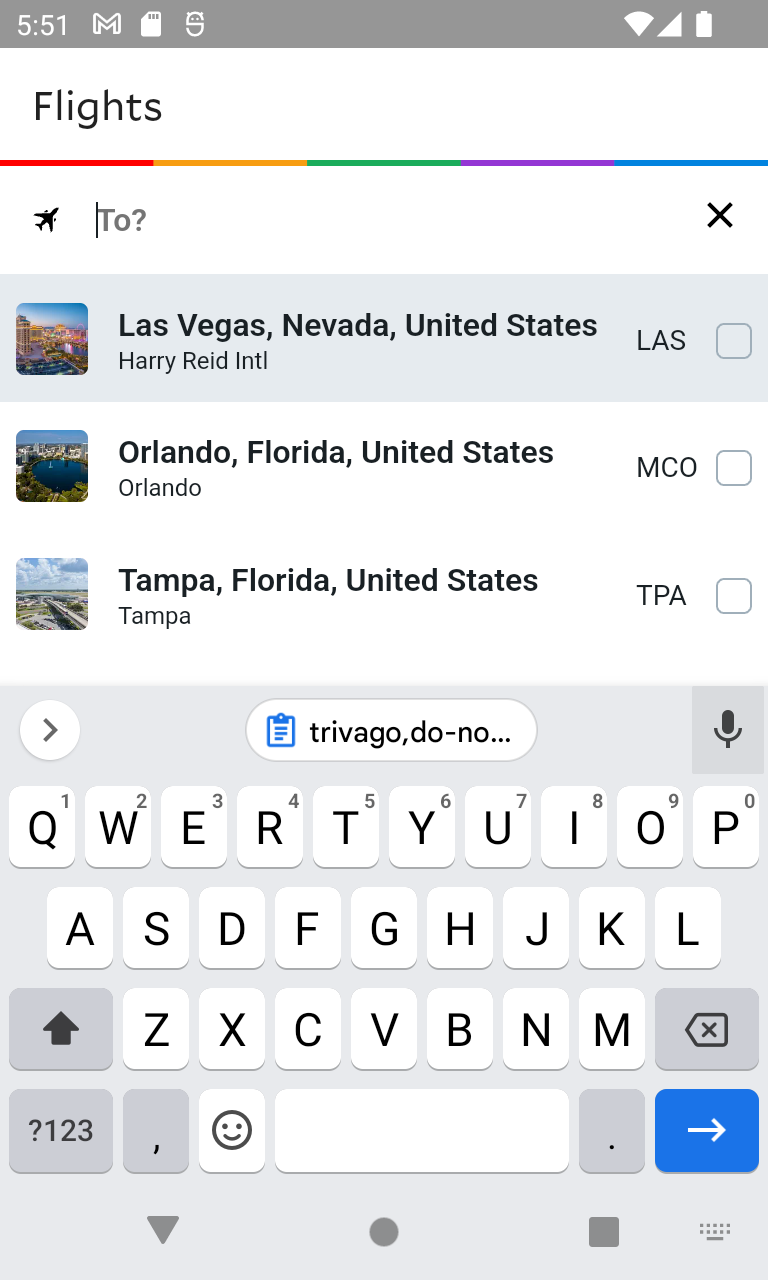 5:51
Flights
To?
Las Vegas, Nevada, United States
Harry Reid Intl
LAS
Orlando, Florida, United States
Orlando
MCO
Tampa, Florida, United States
Tampa
TPA
trivago,do-no...
Q 1 W 2 E 3 R 4 T 5 Y 6 U 7 I 8 O 9 P 0
A S D F G H J K L
Z X C V B N M
?123 , .